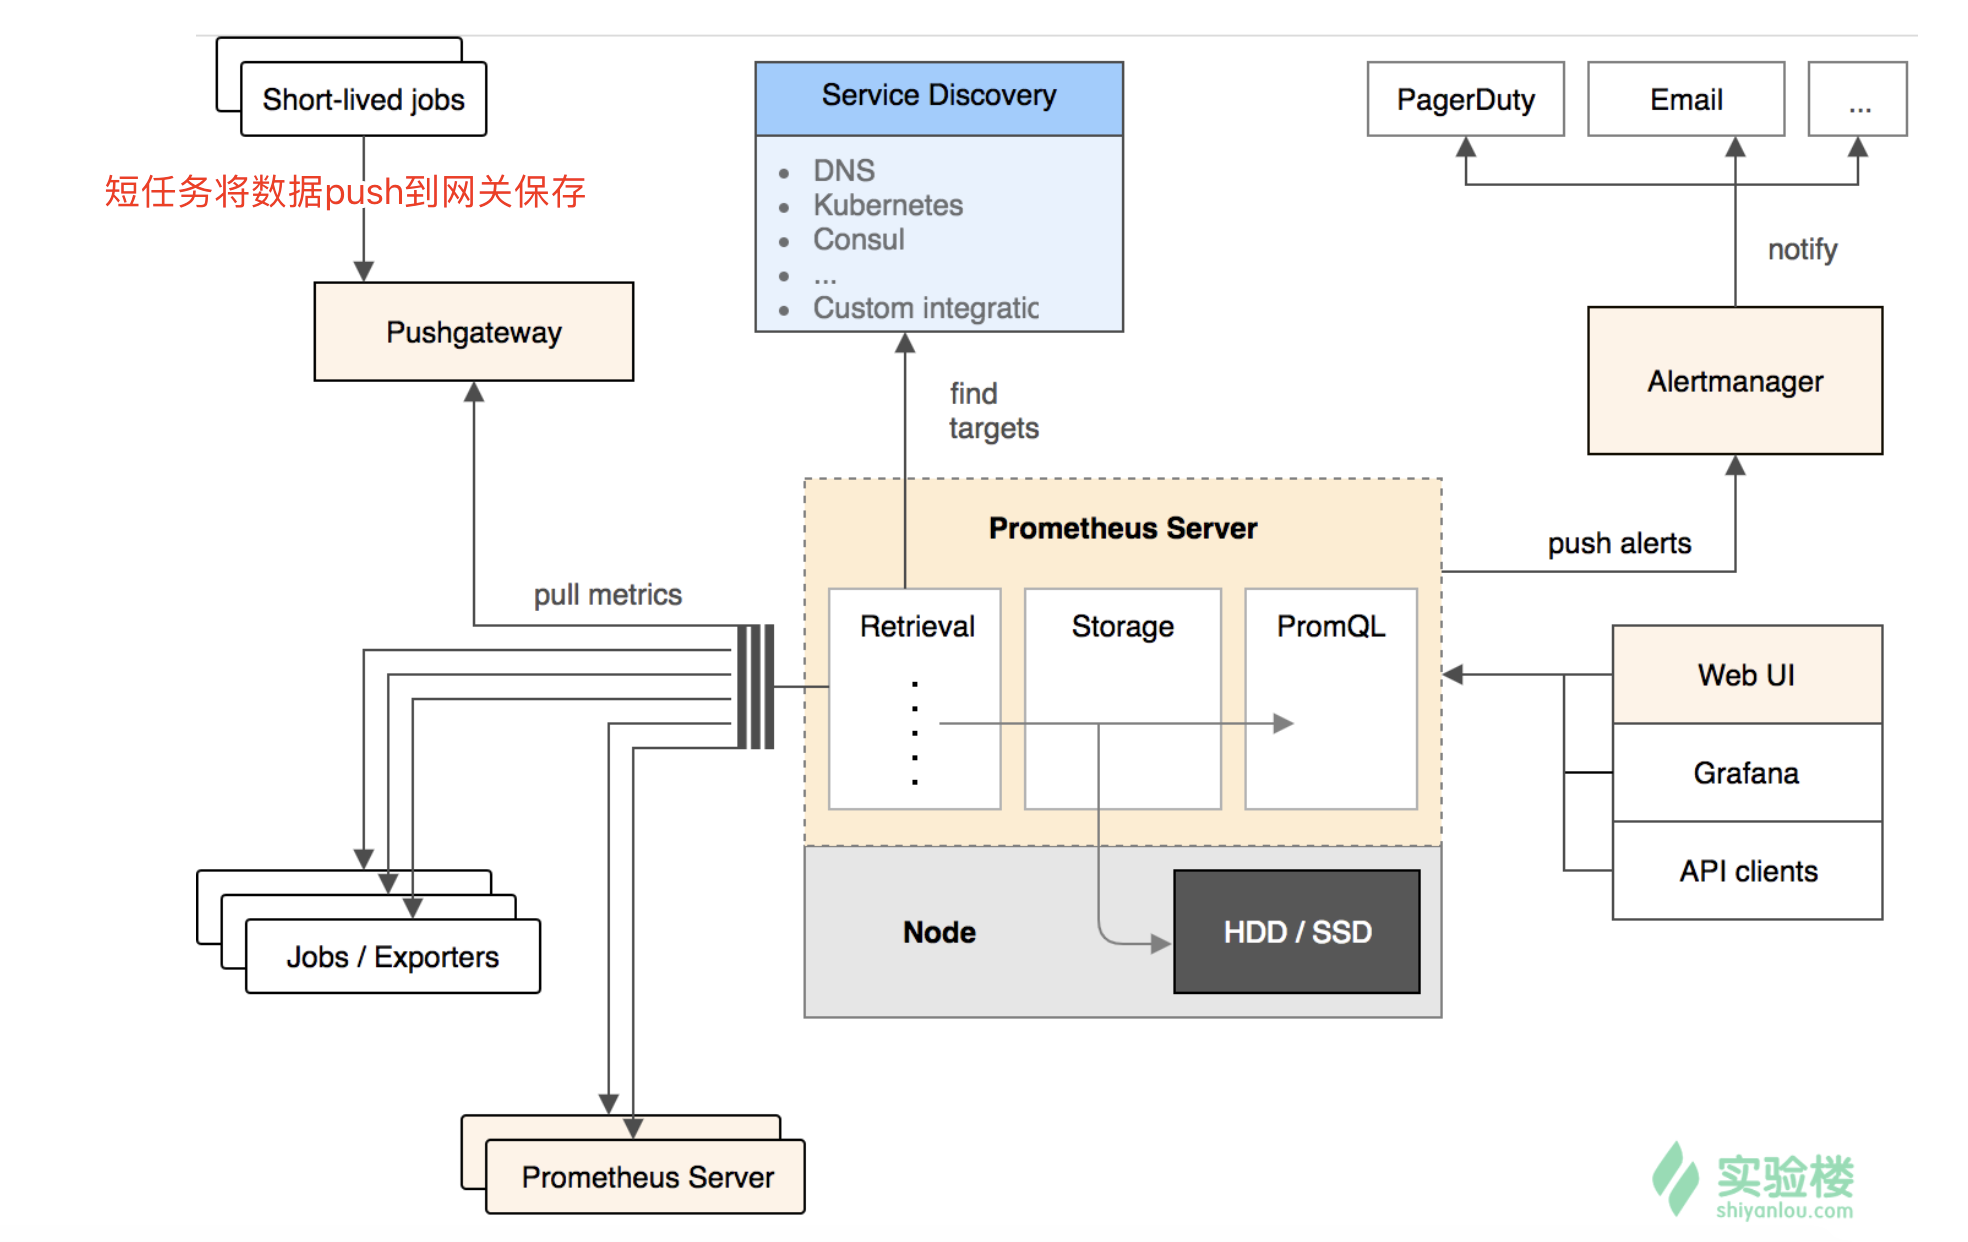 Short-lived jobs
短任务将数据push到网关保存
Pushgateway
Service Discovery
DNS
Kubernetes
Consul
...
Custom integratic
find
targets
PagerDuty
Email
...
notify
Alertmanager
push alerts
pull metrics
Prometheus Server
Retrieval
Storage
PromQL
Web UI
Grafana
API clients
Node
HDD / SSD
Jobs / Exporters
Prometheus Server
实验楼
shiyanlou.com